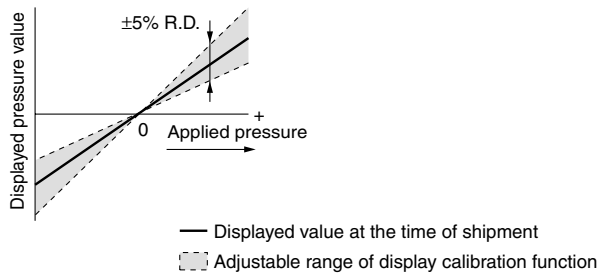 ±5% R.D.
Displayed pressure value
+
0
Applied pressure
Displayed value at the time of shipment
Adjustable range of display calibration function